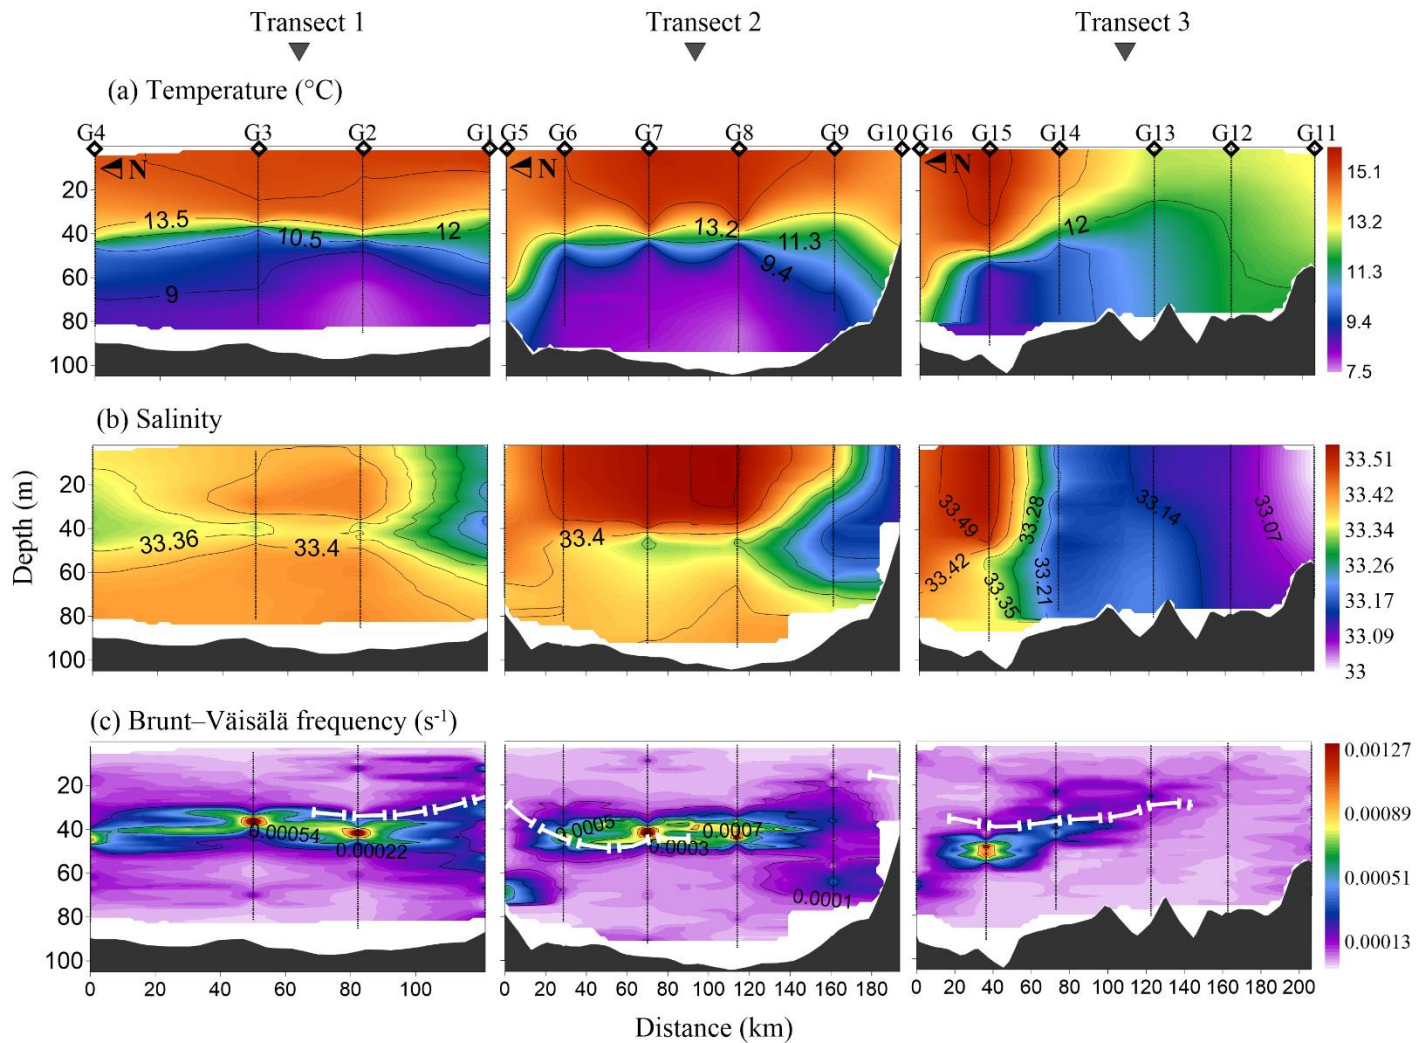 Transect 1 Transect 2 Transect 3
(a) Temperature (°C)
G4 G3 G2 G1 G5 G6 G7 G8 G9 G10 G16 G15 G14 G13 G12 G11
N N N
20
40
60
80
100
13.5 10.5 12 9
13.2 11.3 9.4
12
15.1
13.2
11.3
9.4
7.5
(b) Salinity
Depth (m)
20
40
60
80
100
33.36 33.4
33.4
33.49 33.42 33.35 33.28 33.21 33.14 33.07
33.51
33.42
33.34
33.26
33.17
33.09
33
(c) Brunt–Väisälä frequency (s-1)
20
40
60
80
100
0.00054 0.00022
0.0005 0.0007 0.0003 0.0001
0.00127
0.00089
0.00051
0.00013
0 20 40 60 80 100
0 20 40 60 80 100 120 140 160 180
0 20 40 60 80 100 120 140 160 180 200
Distance (km)